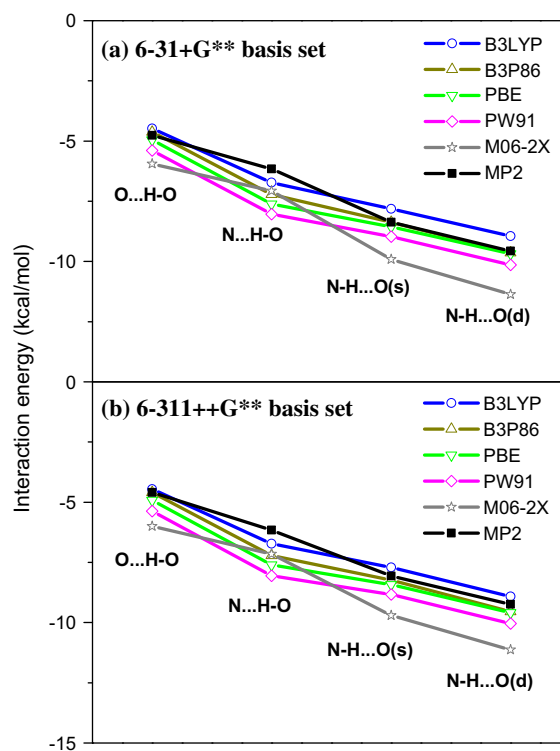 0
(a) 6-31+G** basis set
B3LYP
B3P86
PBE
PW91
M06-2X
MP2
-5
O...H-O
N...H-O
-10
N-H...O(s)
N-H...O(d)
Interaction energy (kcal/mol)
0
(b) 6-311++G** basis set
B3LYP
B3P86
PBE
PW91
M06-2X
MP2
-5
O...H-O
N...H-O
-10
N-H...O(s)
N-H...O(d)
-15